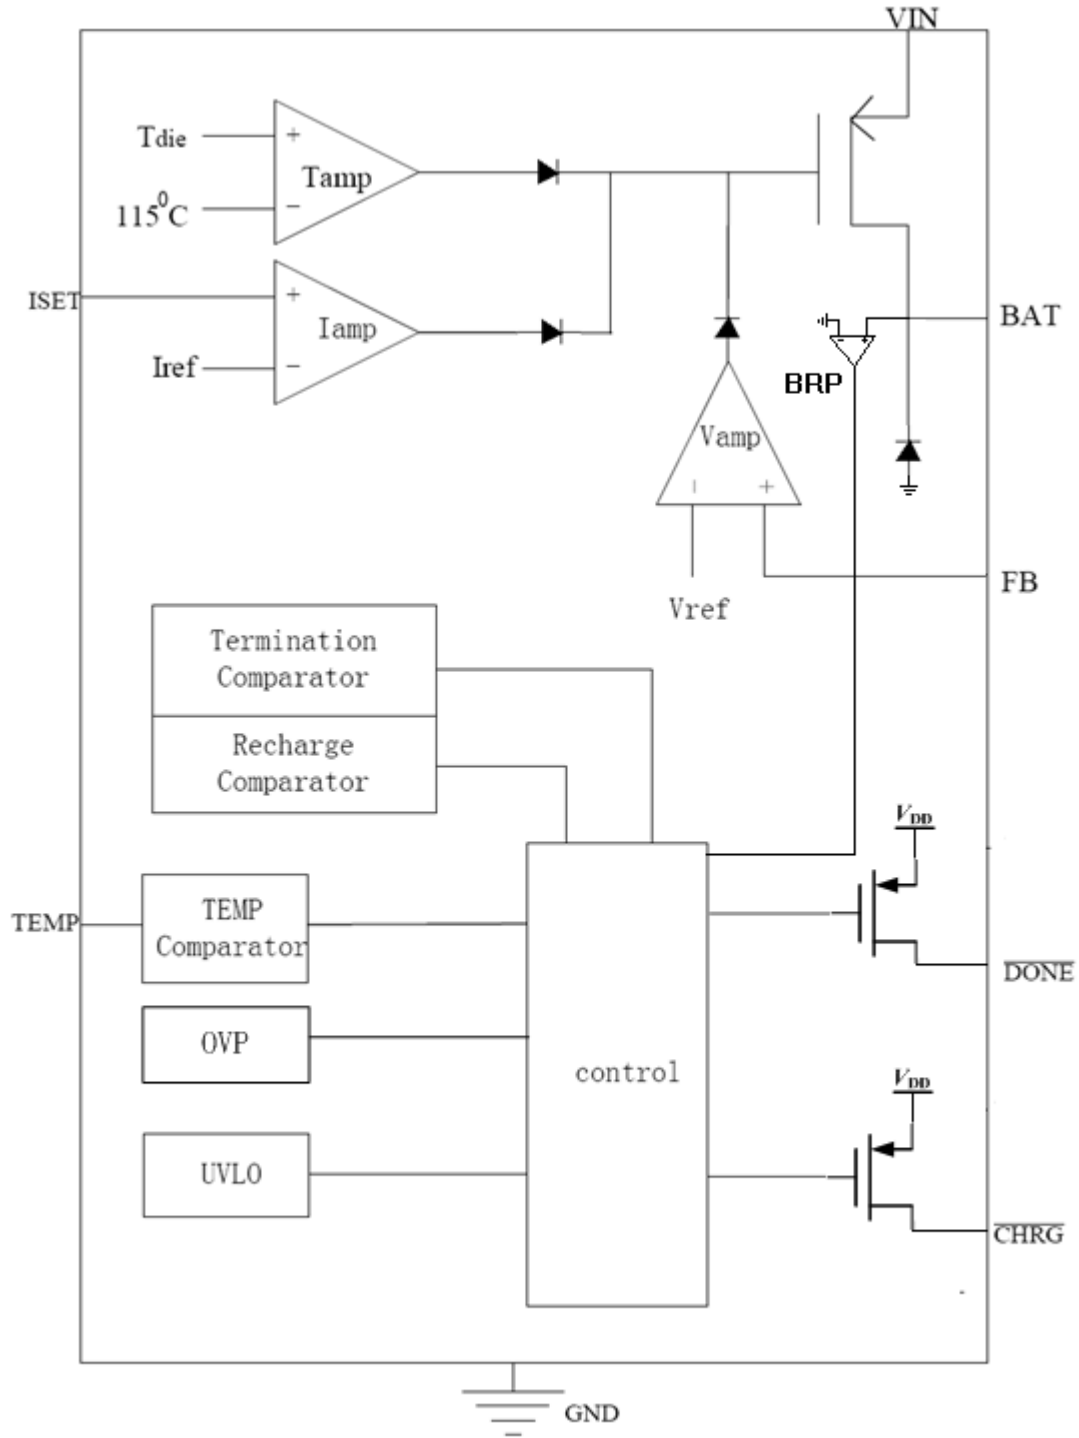 VIN
Tdie
+
Tamp
−
115⁰C
ISET
+
Iamp
Iref
−
BAT
− +
BRP
Vamp
− +
Vref
FB
Termination
Comparator
Recharge
Comparator
VDD
TEMP
TEMP
Comparator
DONE
OVP
control
VDD
UVLO
CHRG
GND